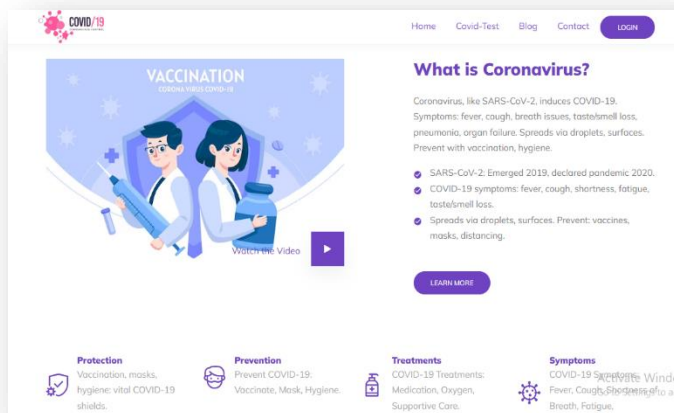 COVID/19
Home
Covid-Test
Blog
Contact
LOGIN
VACCINATION
CORONA VIRUS COVID-19
Watch the Video
What is Coronavirus?
Coronavirus, like SARS-CoV-2, induces COVID-19.
Symptoms: fever, cough, breath issues, taste/smell loss,
pneumonia, organ failure. Spreads via droplets, surfaces.
Prevent with vaccination, hygiene.
SARS-CoV-2: Emerged 2019, declared pandemic 2020.
COVID-19 symptoms: fever, cough, shortness, fatigue,
taste/smell loss.
Spreads via droplets, surfaces. Prevent: vaccines,
masks, distancing.
LEARN MORE
Protection
Vaccination, masks,
hygiene: vital COVID-19
shields.
Prevention
Prevent COVID-19.
Vaccinate, Mask, Hygiene.
Treatments
COVID-19 Treatments:
Medication, Oxygen,
Supportive Care.
Symptoms
COVID-19 Symptoms:
Fever, Cough, Shortness of
Breath, Fatigue,
Activate Wind
Go to Settings to a